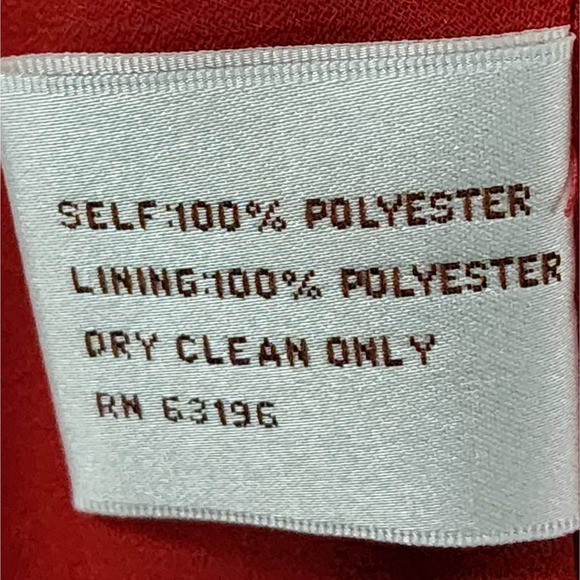 SELF:100% POLYESTER
LINING:100% POLYESTER
DRY CLEAN ONLY
RN 63196